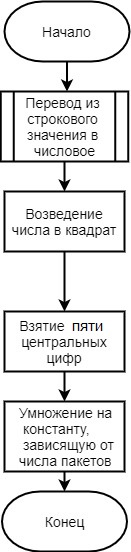 Начало
Перевод из
строкового
значения в
числовое
Возведение
числа в квадрат
Взятие пяти
центральных
цифр
Умножение на
константу,
зависящую от
числа пакетов
Конец